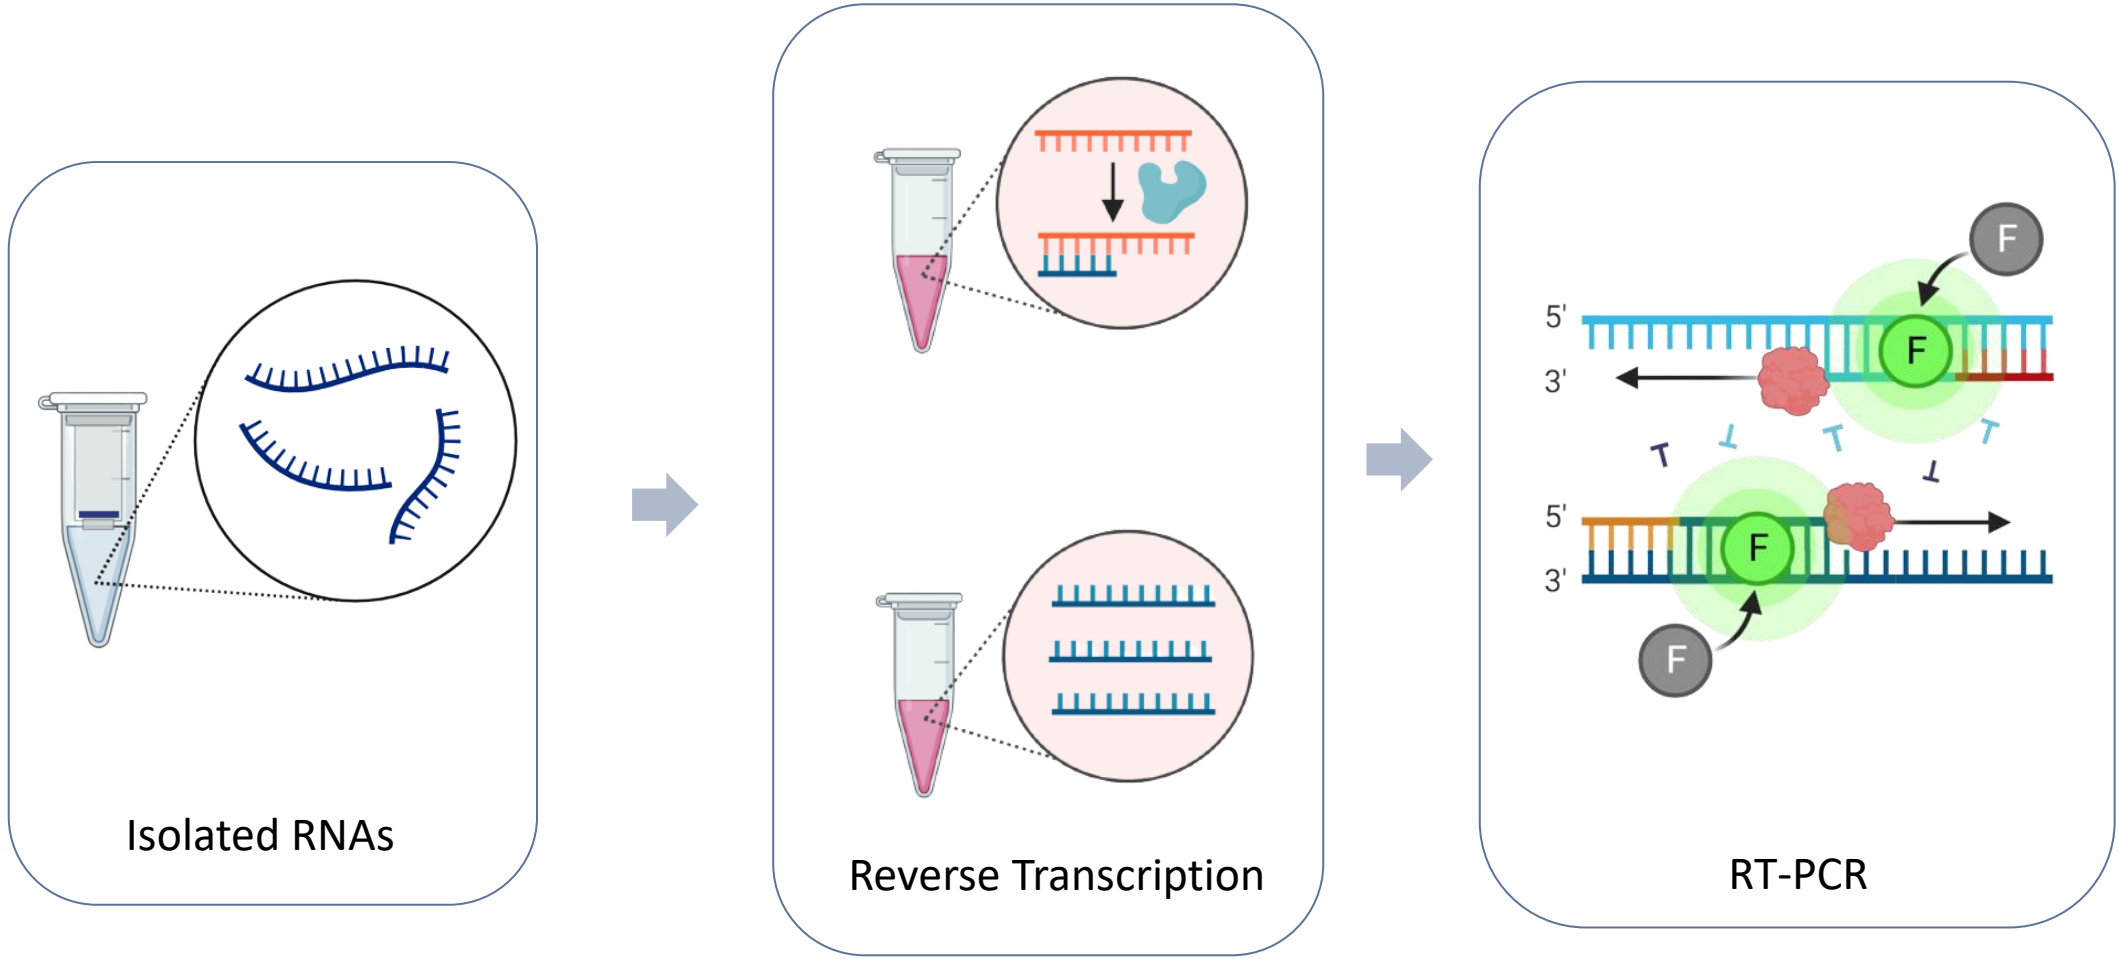 Isolated RNAs
Reverse Transcription
F
5'
F
3'
5'
F
3'
F
RT-PCR